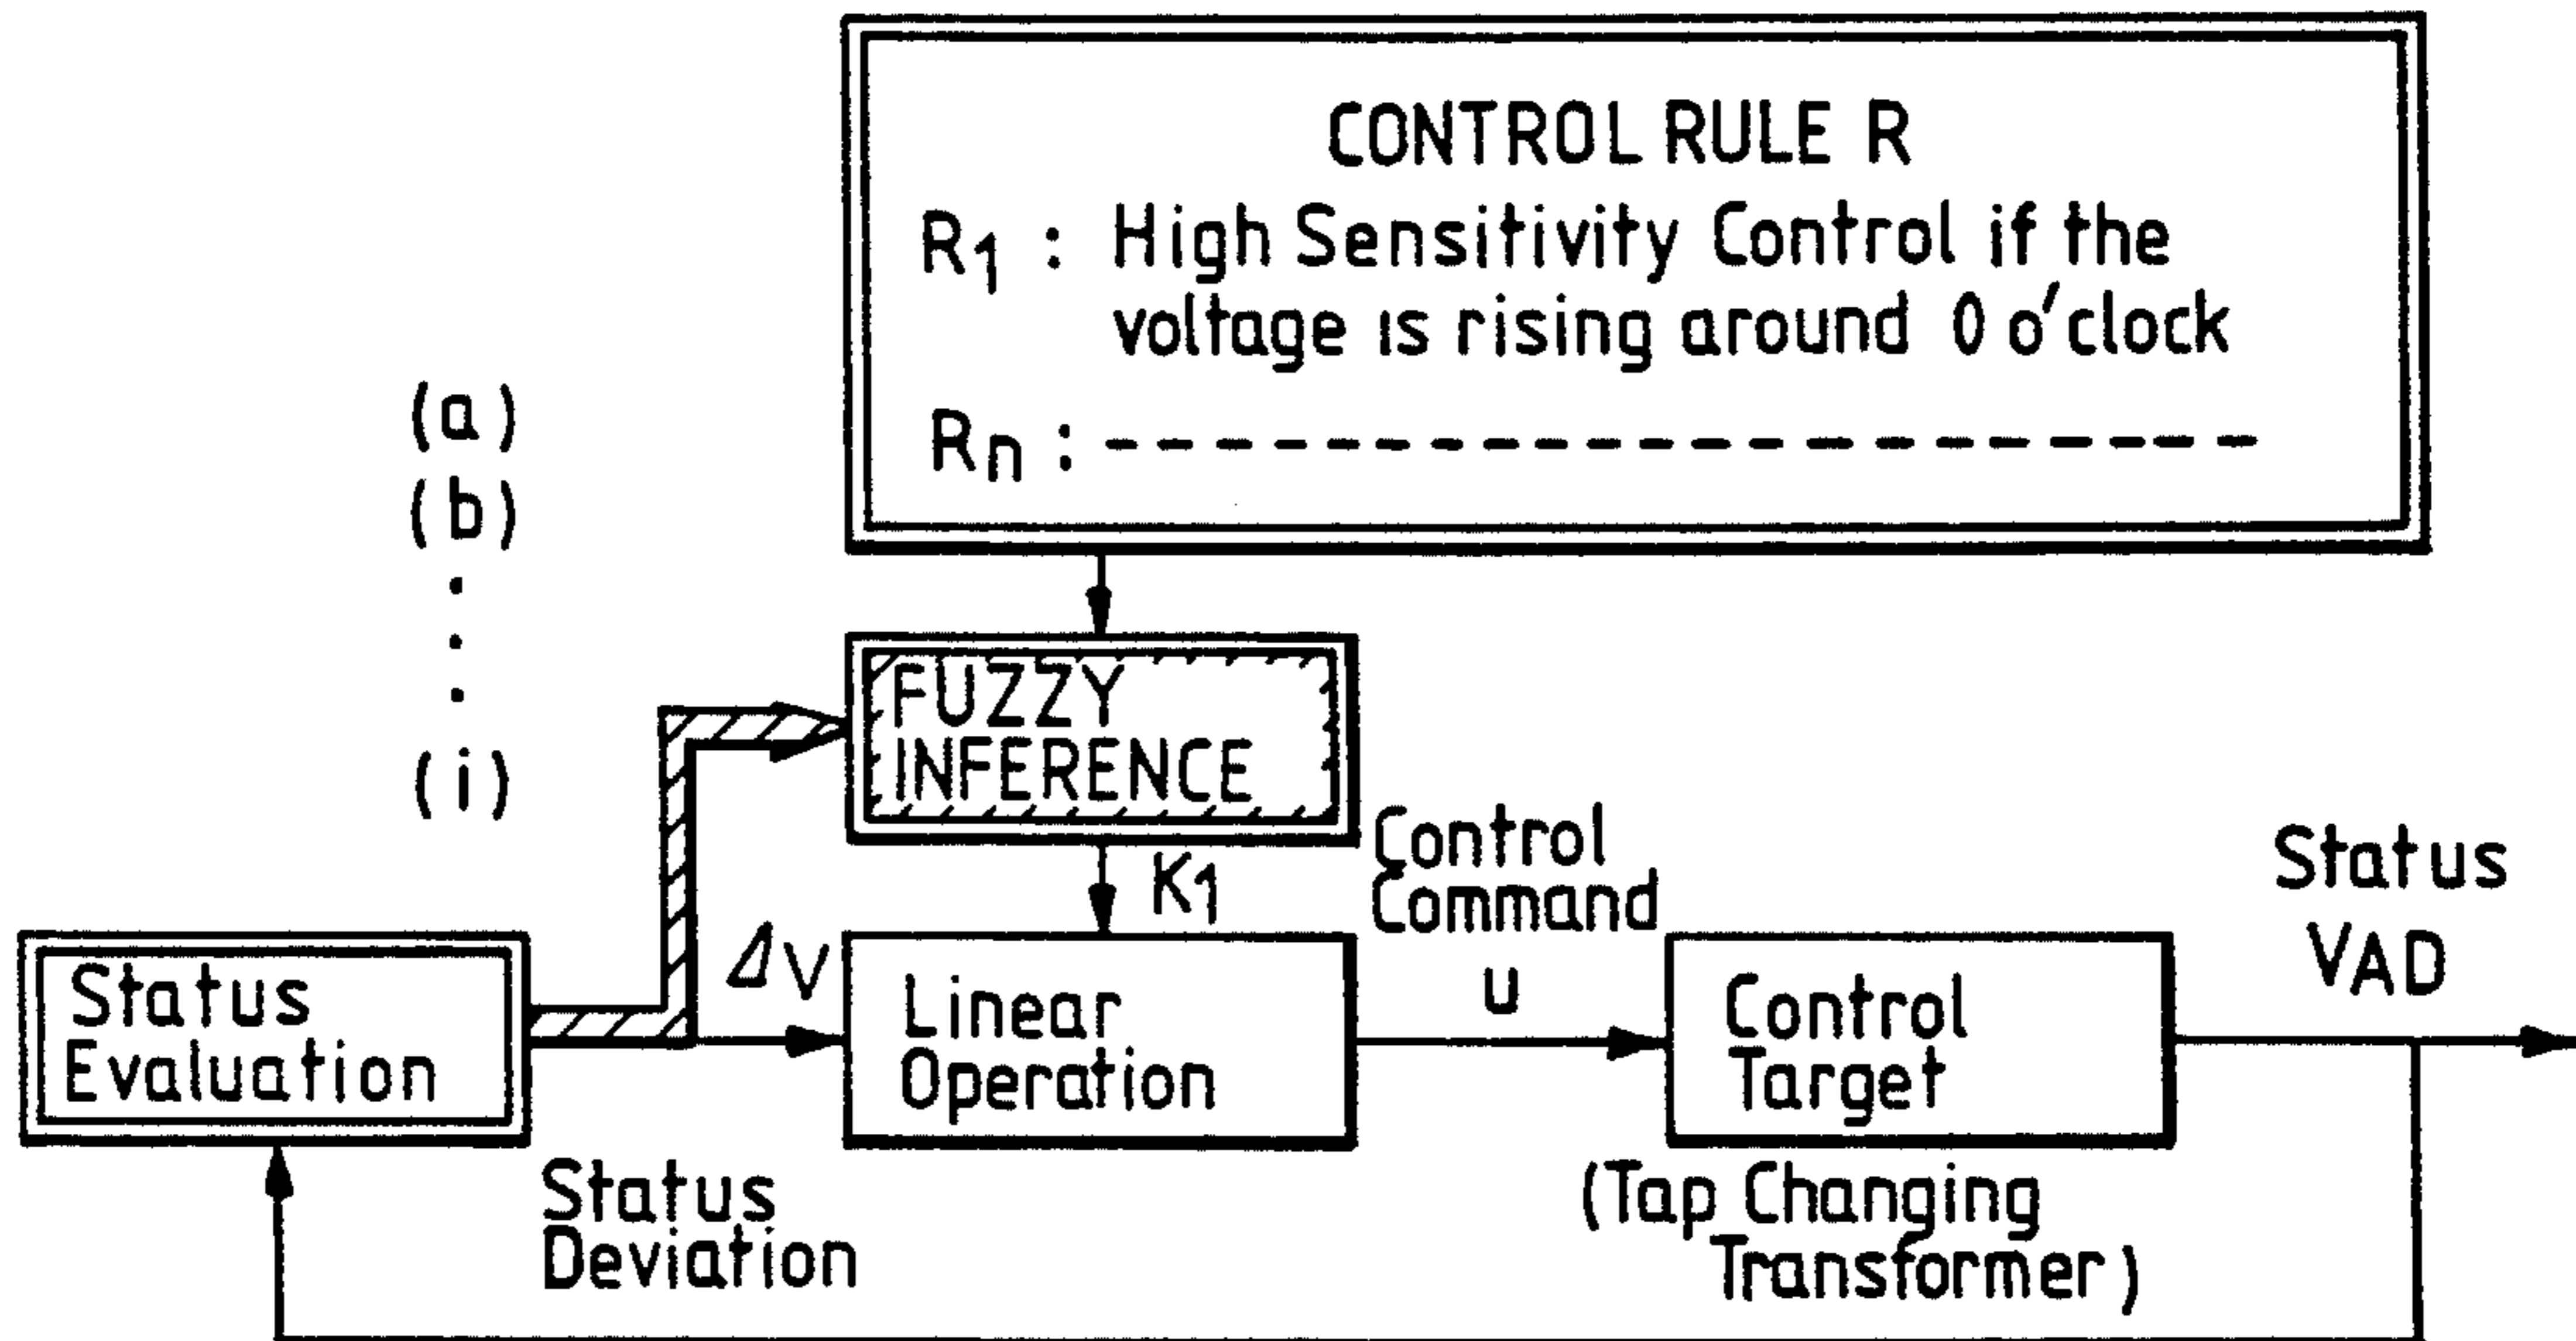 CONTROL RULE R
R1 : High Sensitivity Control if the
voltage is rising around 0 o'clock
Rn : - - - - - - - - - - - - - - - - - - - -
(a)
(b)
.
.
.
(i)
FUZZY
INFERENCE
K1
Control
Command
u
Status
VAD
ΔV
Status
Evaluation
Linear
Operation
Control
Target
Status
Deviation
(Tap Changing
Transformer)